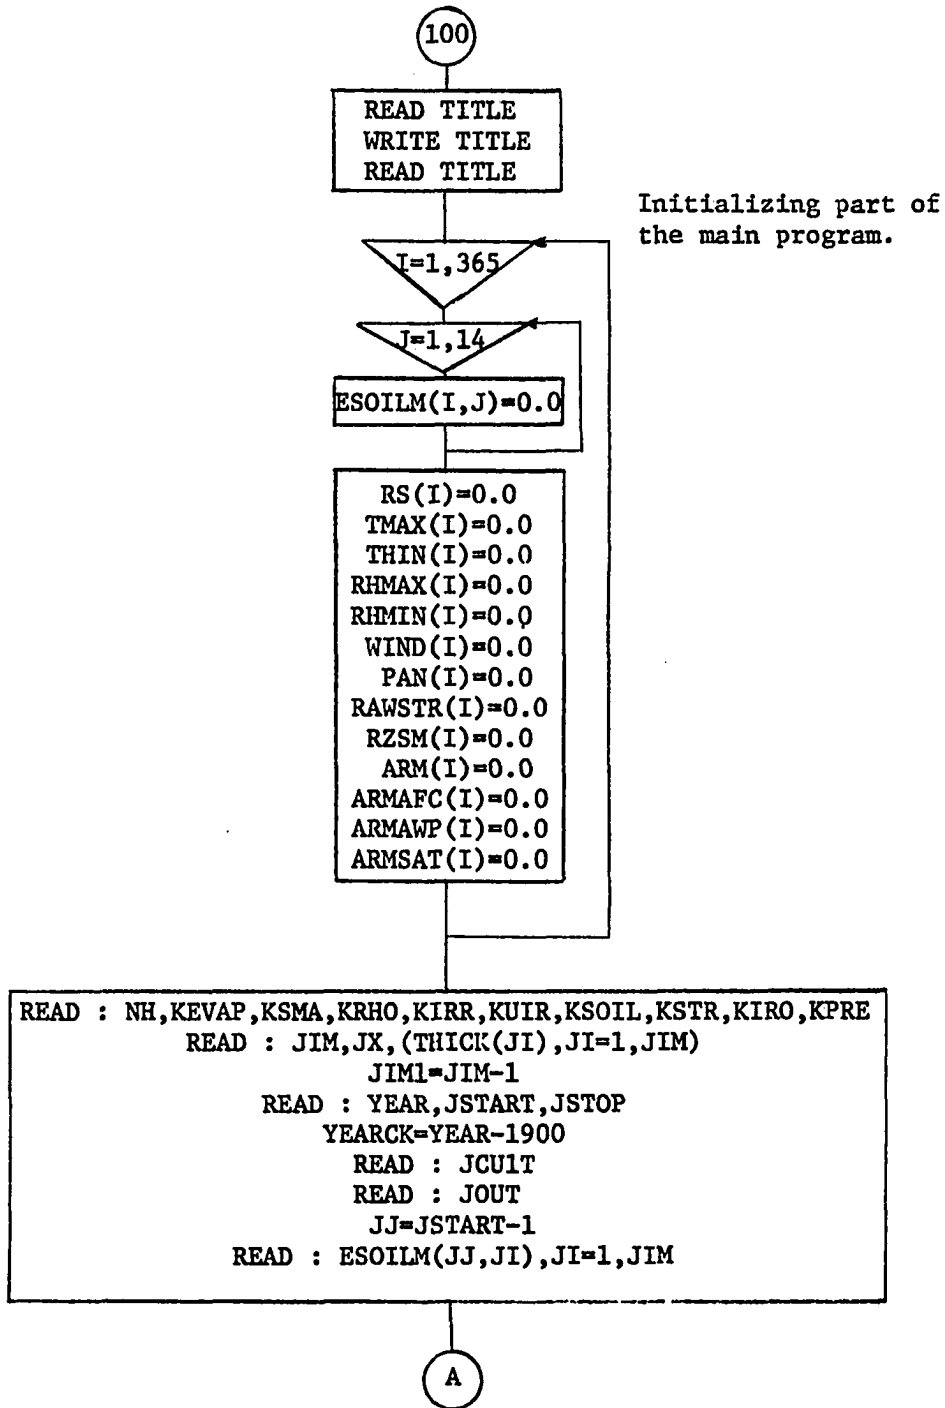 100
READ TITLE
WRITE TITLE
READ TITLE
Initializing part of
the main program.
I=1,365
J=1,14
ESOILM(I,J)=0.0
RS(I)=0.0
TMAX(I)=0.0
THIN(I)=0.0
RHMAX(I)=0.0
RHMIN(I)=0.0
WIND(I)=0.0
PAN(I)=0.0
RAWSTR(I)=0.0
RZSM(I)=0.0
ARM(I)=0.0
ARMAFC(I)=0.0
ARMAWP(I)=0.0
ARMSAT(I)=0.0
READ : NH,KEVAP,KSMA,KRHO,KIRR,KUIR,KSOIL,KSTR,KIRO,KPRE
READ : JIM,JX,(THICK(JI),JI=1,JIM)
JIM1=JIM-1
READ : YEAR,JSTART,JSTOP
YEARCK=YEAR-1900
READ : JCU1T
READ : JOUT
JJ=JSTART-1
READ : ESOILM(JJ,JI),JI=1,JIM
A